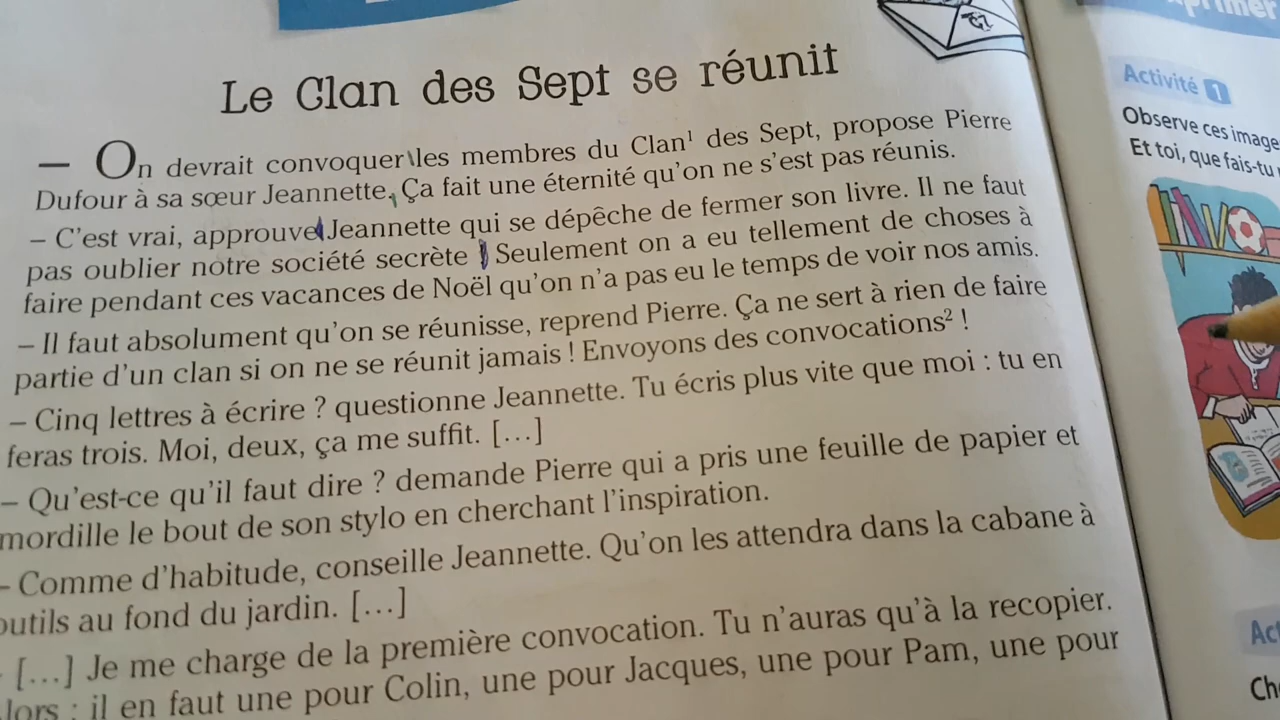 Le Clan des Sept se réunit
– On devrait convoquer les membres du Clan¹ des Sept, propose Pierre
Dufour à sa sœur Jeannette. Ça fait une éternité qu'on ne s'est pas réunis.
– C'est vrai, approuve Jeannette qui se dépêche de fermer son livre. Il ne faut
pas oublier notre société secrète ! Seulement on a eu tellement de choses à
faire pendant ces vacances de Noël qu'on n'a pas eu le temps de voir nos amis.
– Il faut absolument qu'on se réunisse, reprend Pierre. Ça ne sert à rien de faire
partie d'un clan si on ne se réunit jamais ! Envoyons des convocations² !
– Cinq lettres à écrire ? questionne Jeannette. Tu écris plus vite que moi : tu en
feras trois. Moi, deux, ça me suffit. […]
– Qu'est-ce qu'il faut dire ? demande Pierre qui a pris une feuille de papier et
mordille le bout de son stylo en cherchant l'inspiration.
– Comme d'habitude, conseille Jeannette. Qu'on les attendra dans la cabane à
outils au fond du jardin. […]
– […] Je me charge de la première convocation. Tu n'auras qu'à la recopier.
lors : il en faut une pour Colin, une pour Jacques, une pour Pam, une pour
Activité 1
Observe ces image
Et toi, que fais-tu